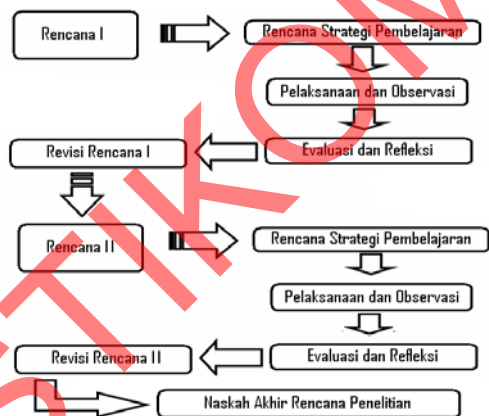 Rencana I
Rencana Strategi Pembelajaran
Pelaksanaan dan Observasi
Evaluasi dan Refleksi
Revisi Rencana I
Rencana II
Rencana Strategi Pembelajaran
Pelaksanaan dan Observasi
Evaluasi dan Refleksi
Revisi Rencana II
Naskah Akhir Rencana Penelitian
STIKOM